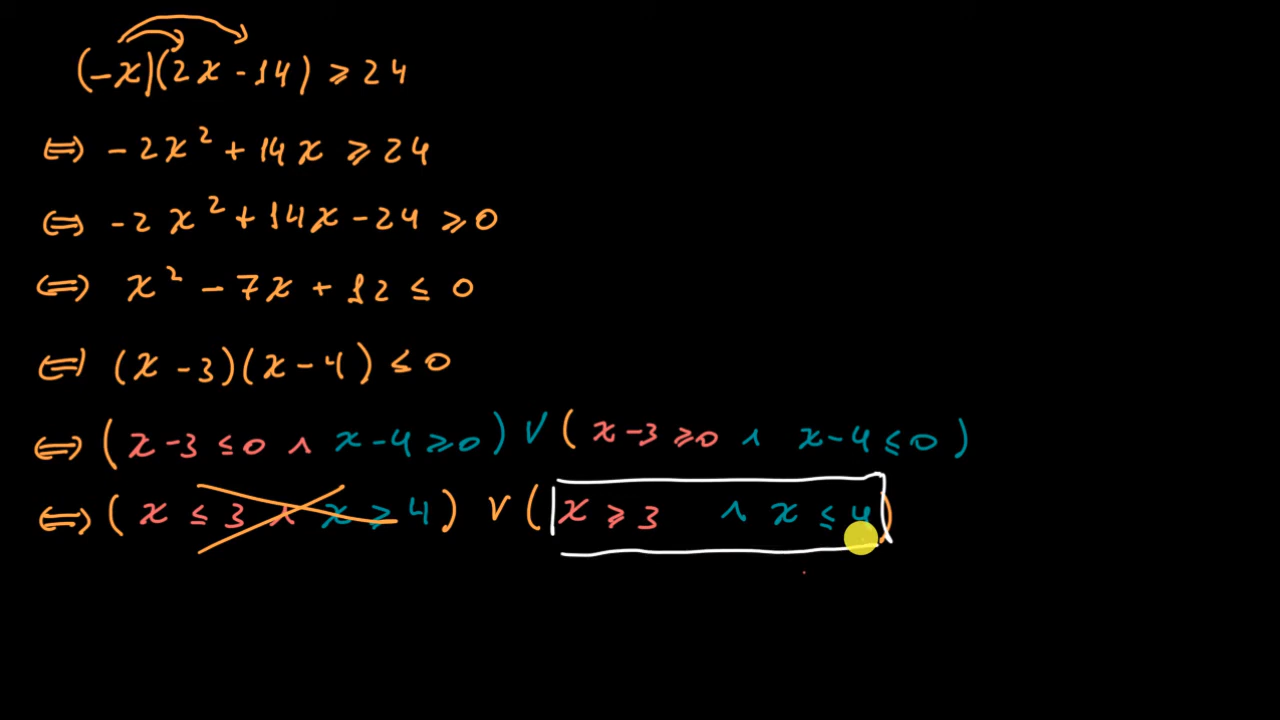 (-x)(2x-14) ⩾ 24
⟺ -2x² + 14x ⩾ 24
⟺ -2x² + 14x - 24 ⩾ 0
⟺ x² - 7x + 12 ≤ 0
⟺ (x - 3)(x - 4) ≤ 0
⟺ (x-3 ≤ 0 ∧ x-4 ⩾ 0) ∨ (x-3 ⩾ 0 ∧ x-4 ≤ 0)
⟺ (x ≤ 3 ∧ x ⩾ 4) ∨ (x ⩾ 3 ∧ x ≤ 4)